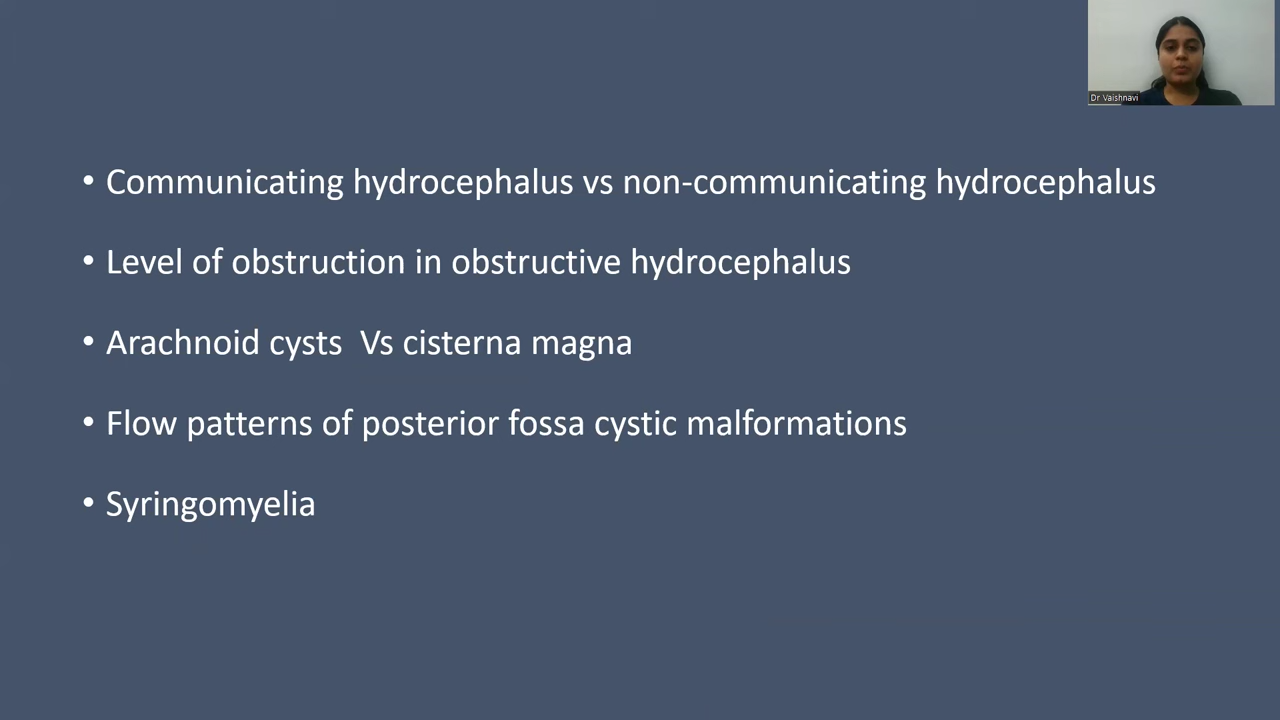 Dr Vaishnavi
• Communicating hydrocephalus vs non-communicating hydrocephalus
• Level of obstruction in obstructive hydrocephalus
• Arachnoid cysts  Vs cisterna magna
• Flow patterns of posterior fossa cystic malformations
• Syringomyelia